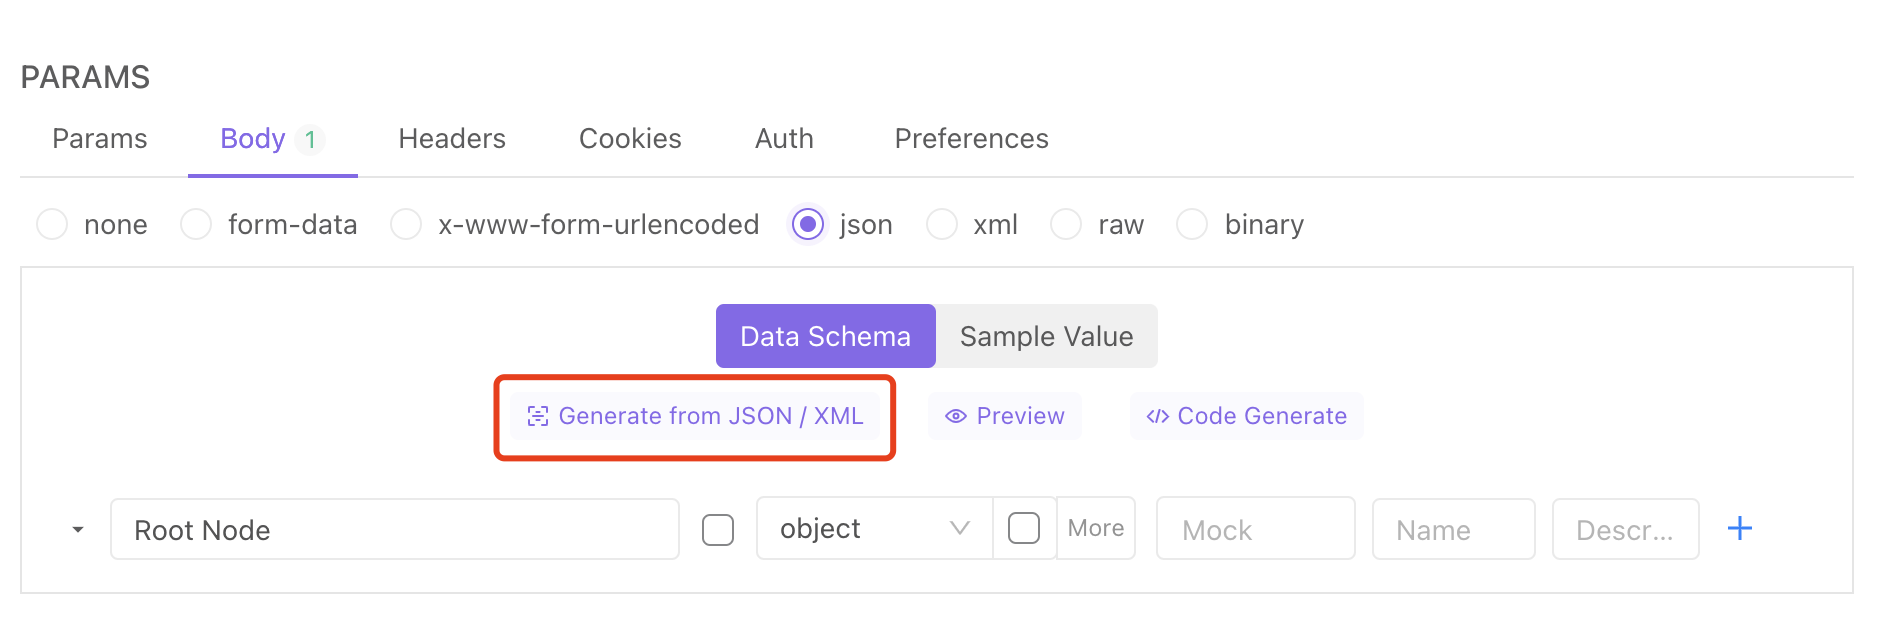 PARAMS
Params Body 1 Headers Cookies Auth Preferences
none form-data x-www-form-urlencoded json xml raw binary
Data Schema Sample Value
Generate from JSON / XML Preview </> Code Generate
Root Node object More Mock Name Descr...